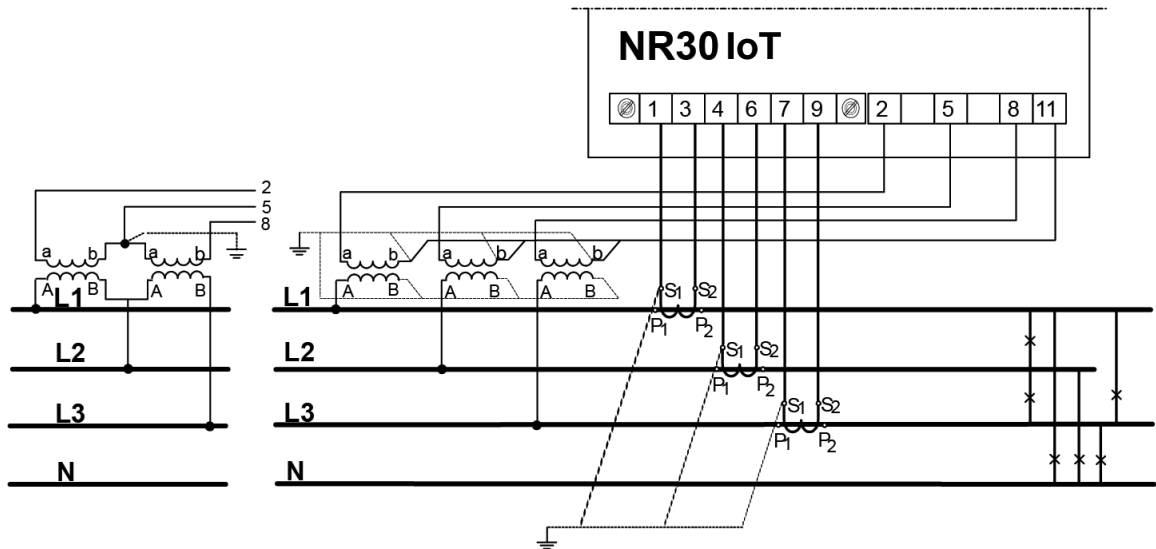 NR30 IoT
1 3 4 6 7 9 2 5 8 11
2
5
8
a b a b
A B A B
a b a b a b
A B A B A B
S1 S2
L1 L1
P1 P2
S1 S2
L2 L2
P1 P2
S1 S2
L3 L3
P1 P2
N N